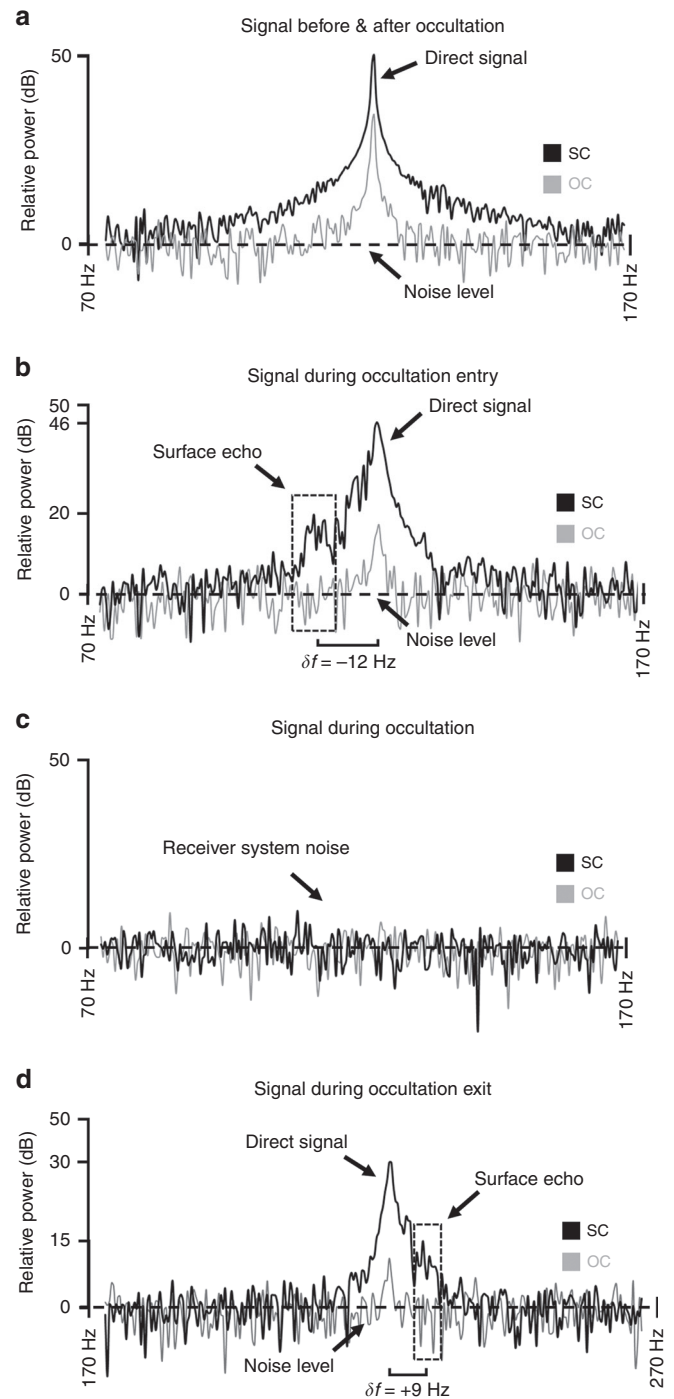 a
Signal before & after occultation
50
Direct signal
Relative power (dB)
SC
OC
0
Noise level
70 Hz
170 Hz
b
Signal during occultation entry
50
46
Direct signal
Surface echo
Relative power (dB)
20
SC
OC
0
Noise level
70 Hz
170 Hz
δf = –12 Hz
c
Signal during occultation
50
Relative power (dB)
Receiver system noise
SC
OC
0
70 Hz
170 Hz
d
Signal during occultation exit
50
Direct signal
30
Surface echo
Relative power (dB)
15
SC
OC
0
Noise level
170 Hz
270 Hz
δf = +9 Hz